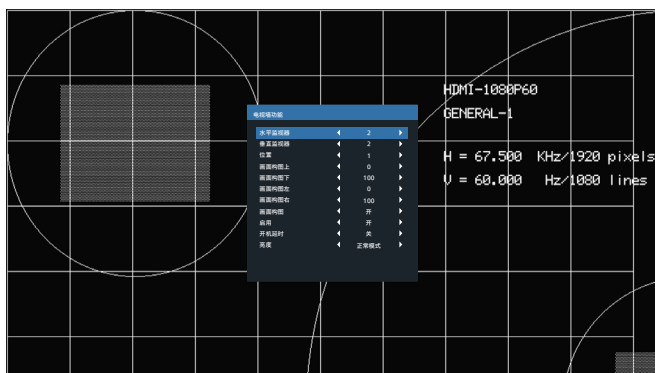 HDMI-1080P60
GENERAL-1
H = 67.500 KHz/1920 pixels
V = 60.000 Hz/1080 lines
电视墙功能
水平监视器 2
垂直监视器 2
位置 1
画面构图上 0
画面构图下 100
画面构图左 0
画面构图右 100
画面构图 开
启用 开
开机延时 关
亮度 正常模式